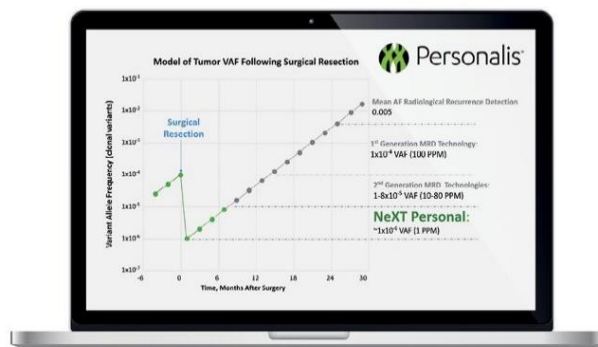 Personalis
Model of Tumor VAF Following Surgical Resection
Variant Allele Frequency (clonal variants)
1x10⁻¹
1x10⁻²
1x10⁻³
1x10⁻⁴
1x10⁻⁵
1x10⁻⁶
1x10⁻⁷
Surgical
Resection
Mean AF Radiological Recurrence Detection
0.005
1st Generation MRD Technology:
1x10⁻⁴ VAF (100 PPM)
2nd Generation MRD Technologies:
1-8x10⁻⁵ VAF (10-80 PPM)
NeXT Personal:
~1x10⁻⁶ VAF (1 PPM)
-6 0 6 12 18 24 30
Time, Months After Surgery